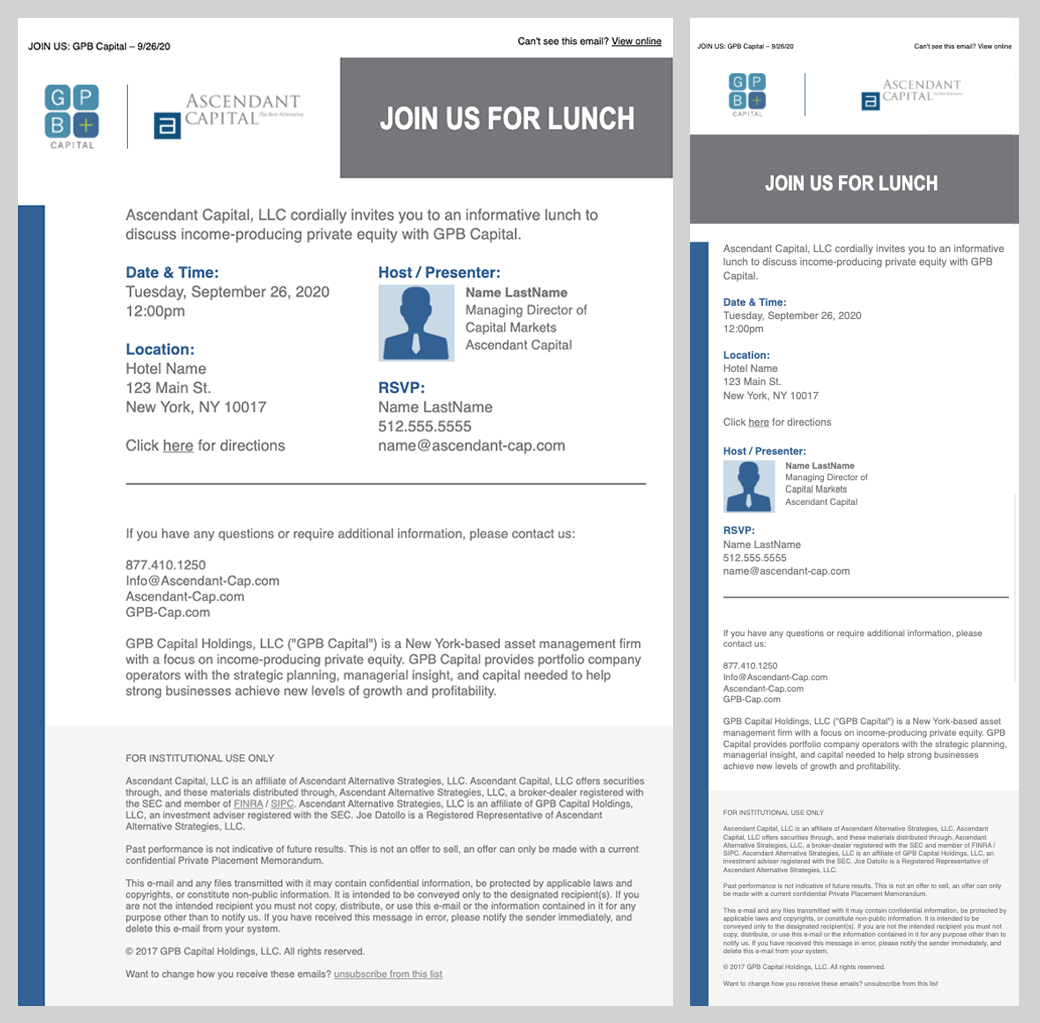 JOIN US: GPB Capital – 9/26/20
Can't see this email? View online
G P
B +
CAPITAL
a
ASCENDANT
CAPITAL The Best Alternative
JOIN US FOR LUNCH
Ascendant Capital, LLC cordially invites you to an informative lunch to
discuss income-producing private equity with GPB Capital.
Date & Time:
Tuesday, September 26, 2020
12:00pm
Location:
Hotel Name
123 Main St.
New York, NY 10017
Click here for directions
Host / Presenter:
Name LastName
Managing Director of
Capital Markets
Ascendant Capital
RSVP:
Name LastName
512.555.5555
name@ascendant-cap.com
If you have any questions or require additional information, please contact us:
877.410.1250
Info@Ascendant-Cap.com
Ascendant-Cap.com
GPB-Cap.com
GPB Capital Holdings, LLC ("GPB Capital") is a New York-based asset management firm
with a focus on income-producing private equity. GPB Capital provides portfolio company
operators with the strategic planning, managerial insight, and capital needed to help
strong businesses achieve new levels of growth and profitability.
FOR INSTITUTIONAL USE ONLY
Ascendant Capital, LLC is an affiliate of Ascendant Alternative Strategies, LLC. Ascendant Capital, LLC offers securities
through, and these materials distributed through, Ascendant Alternative Strategies, LLC, a broker-dealer registered with
the SEC and member of FINRA / SIPC. Ascendant Alternative Strategies, LLC is an affiliate of GPB Capital Holdings,
LLC, an investment adviser registered with the SEC. Joe Datollo is a Registered Representative of Ascendant
Alternative Strategies, LLC.
Past performance is not indicative of future results. This is not an offer to sell, an offer can only be made with a current
confidential Private Placement Memorandum.
This e-mail and any files transmitted with it may contain confidential information, be protected by applicable laws and
copyrights, or constitute non-public information. It is intended to be conveyed only to the designated recipient(s). If you
are not the intended recipient you must not copy, distribute, or use this e-mail or the information contained in it for any
purpose other than to notify us. If you have received this message in error, please notify the sender immediately, and
delete this e-mail from your system.
© 2017 GPB Capital Holdings, LLC. All rights reserved.
Want to change how you receive these emails? unsubscribe from this list
JOIN US: GPB Capital – 9/26/20
Can't see this email? View online
G P
B +
CAPITAL
a
ASCENDANT
CAPITAL The Best Alternative
JOIN US FOR LUNCH
Ascendant Capital, LLC cordially invites you to an informative
lunch to discuss income-producing private equity with GPB
Capital.
Date & Time:
Tuesday, September 26, 2020
12:00pm
Location:
Hotel Name
123 Main St.
New York, NY 10017
Click here for directions
Host / Presenter:
Name LastName
Managing Director of
Capital Markets
Ascendant Capital
RSVP:
Name LastName
512.555.5555
name@ascendant-cap.com
If you have any questions or require additional information, please
contact us:
877.410.1250
Info@Ascendant-Cap.com
Ascendant-Cap.com
GPB-Cap.com
GPB Capital Holdings, LLC ("GPB Capital") is a New York-based asset
management firm with a focus on income-producing private equity. GPB
Capital provides portfolio company operators with the strategic planning,
managerial insight, and capital needed to help strong businesses
achieve new levels of growth and profitability.
FOR INSTITUTIONAL USE ONLY
Ascendant Capital, LLC is an affiliate of Ascendant Alternative Strategies, LLC. Ascendant
Capital, LLC offers securities through, and these materials distributed through, Ascendant
Alternative Strategies, LLC, a broker-dealer registered with the SEC and member of FINRA /
SIPC. Ascendant Alternative Strategies, LLC is an affiliate of GPB Capital Holdings, LLC, an
investment adviser registered with the SEC. Joe Datollo is a Registered Representative of
Ascendant Alternative Strategies, LLC.
Past performance is not indicative of future results. This is not an offer to sell, an offer can only
be made with a current confidential Private Placement Memorandum.
This e-mail and any files transmitted with it may contain confidential information, be protected by
applicable laws and copyrights, or constitute non-public information. It is intended to be
conveyed only to the designated recipient(s). If you are not the intended recipient you must not
copy, distribute, or use this e-mail or the information contained in it for any purpose other than to
notify us. If you have received this message in error, please notify the sender immediately, and
delete this e-mail from your system.
© 2017 GPB Capital Holdings, LLC. All rights reserved.
Want to change how you receive these emails? unsubscribe from this list